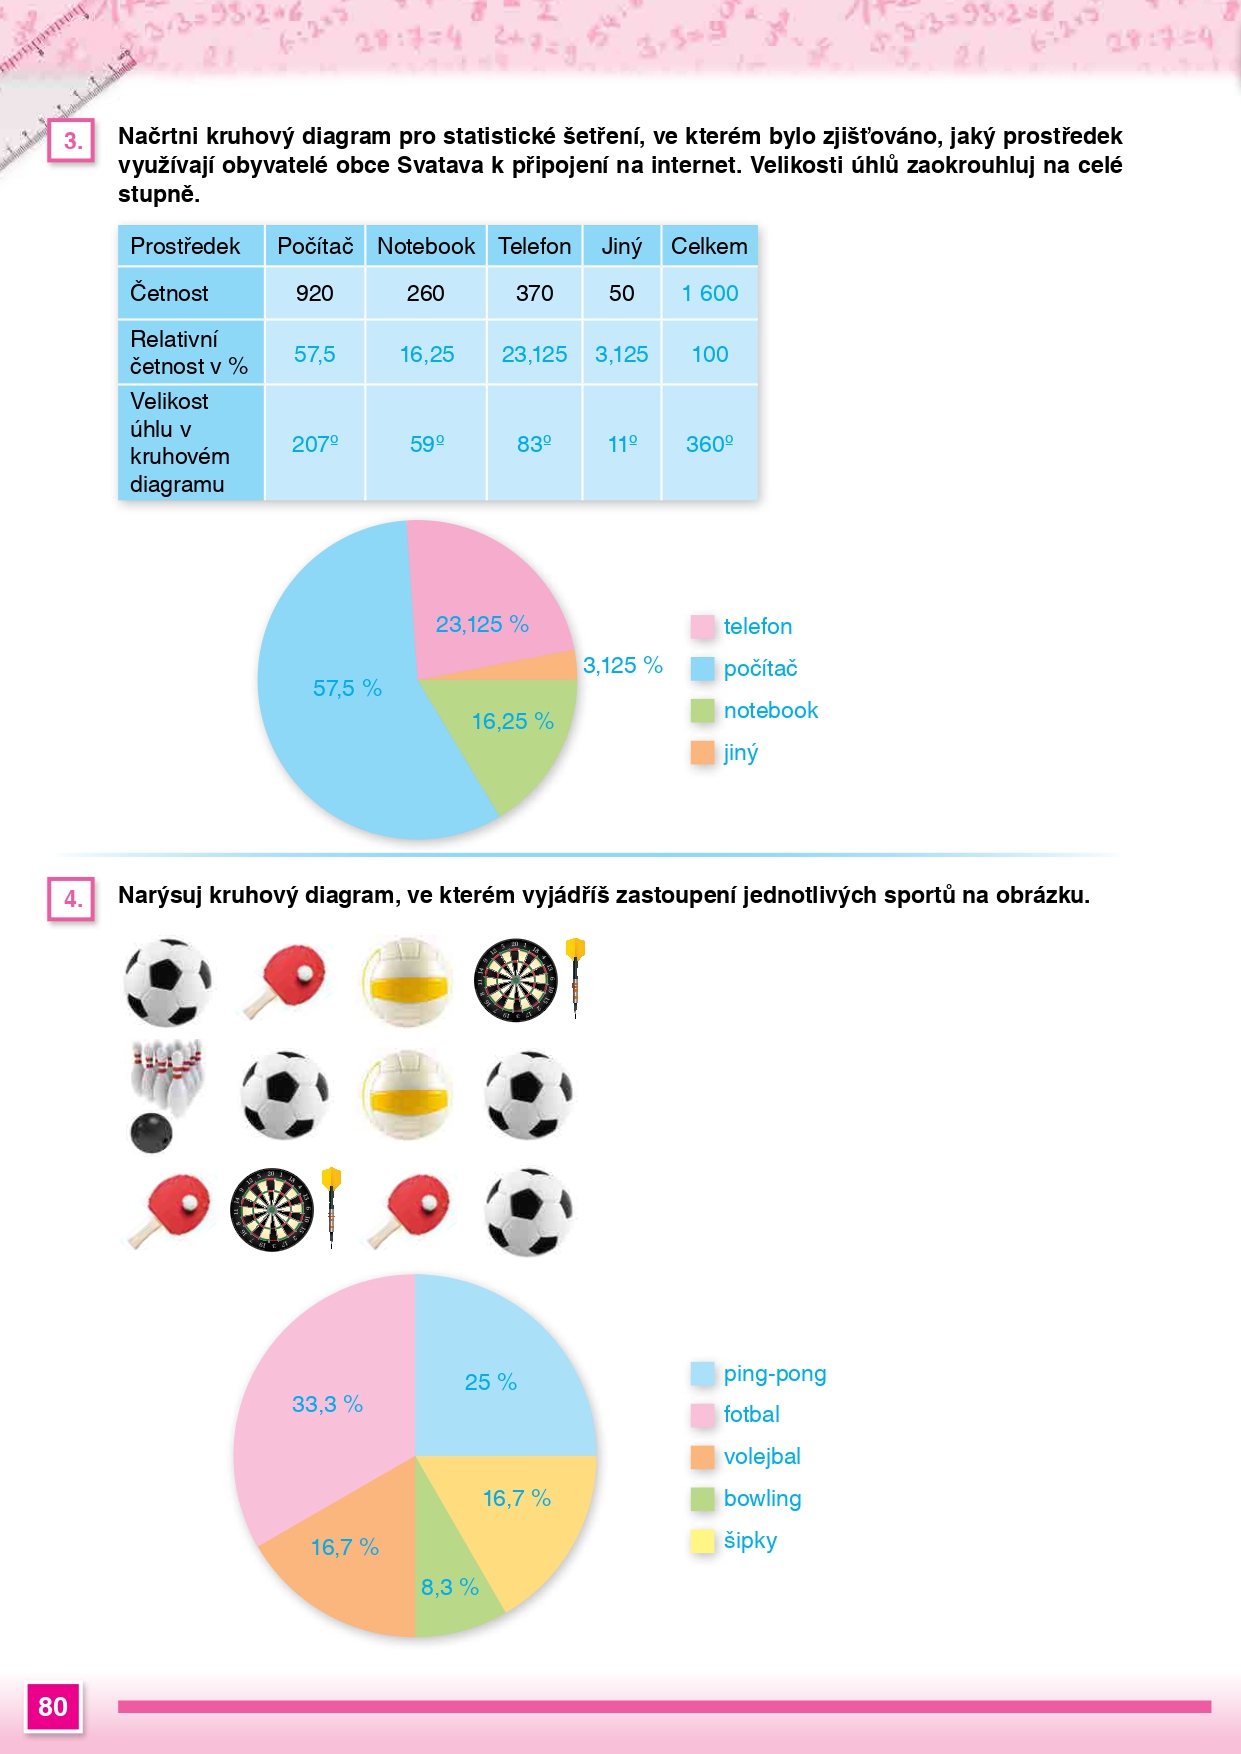 3.
Načrtni kruhový diagram pro statistické šetření, ve kterém bylo zjišťováno, jaký prostředek
využívají obyvatelé obce Svatava k připojení na internet. Velikosti úhlů zaokrouhluj na celé
stupně.
Prostředek Počítač Notebook Telefon Jiný Celkem
Četnost 920 260 370 50 1 600
Relativní
četnost v % 57,5 16,25 23,125 3,125 100
Velikost
úhlu v
kruhovém
diagramu
207º 59º 83º 11º 360º
23,125 %
3,125 %
57,5 %
16,25 %
telefon
počítač
notebook
jiný
4.
Narýsuj kruhový diagram, ve kterém vyjádříš zastoupení jednotlivých sportů na obrázku.
25 %
33,3 %
16,7 %
16,7 %
8,3 %
ping-pong
fotbal
volejbal
bowling
šipky
80